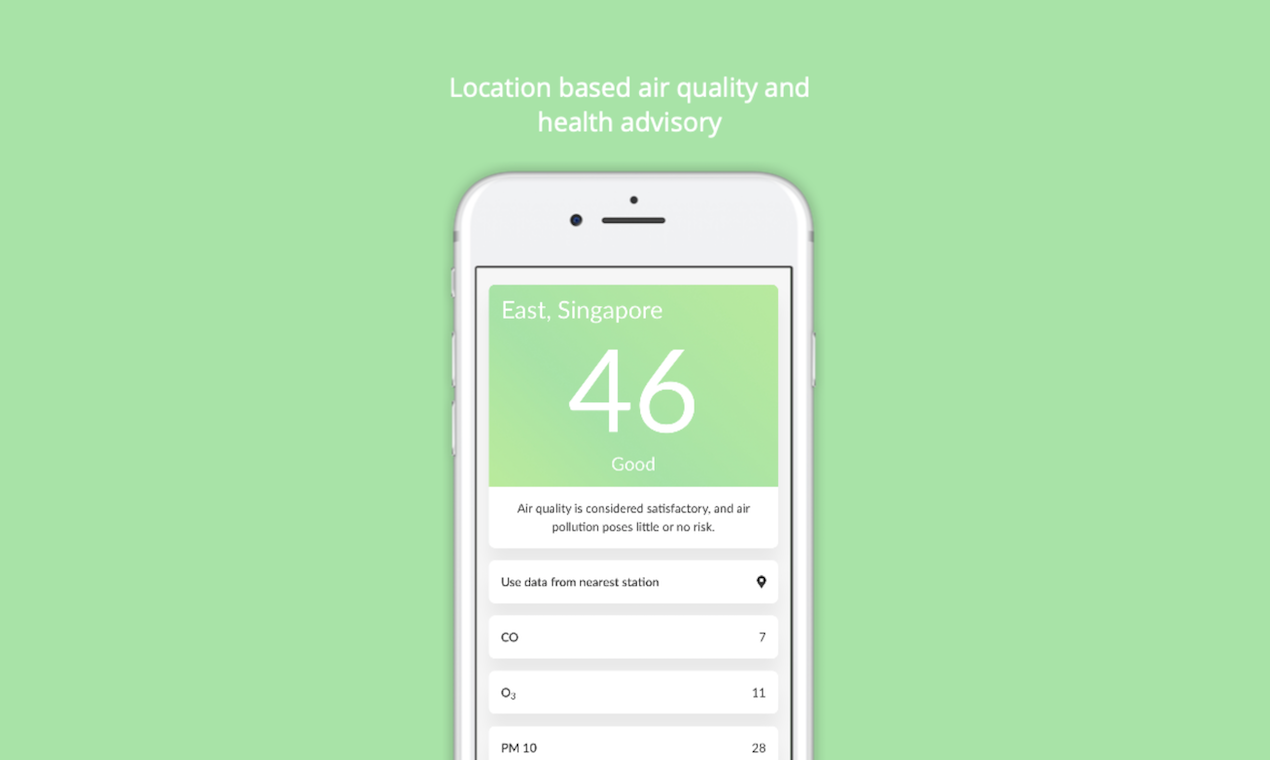 Location based air quality and
health advisory
East, Singapore
46
Good
Air quality is considered satisfactory, and air
pollution poses little or no risk.
Use data from nearest station
CO 7
O₃ 11
PM 10 28